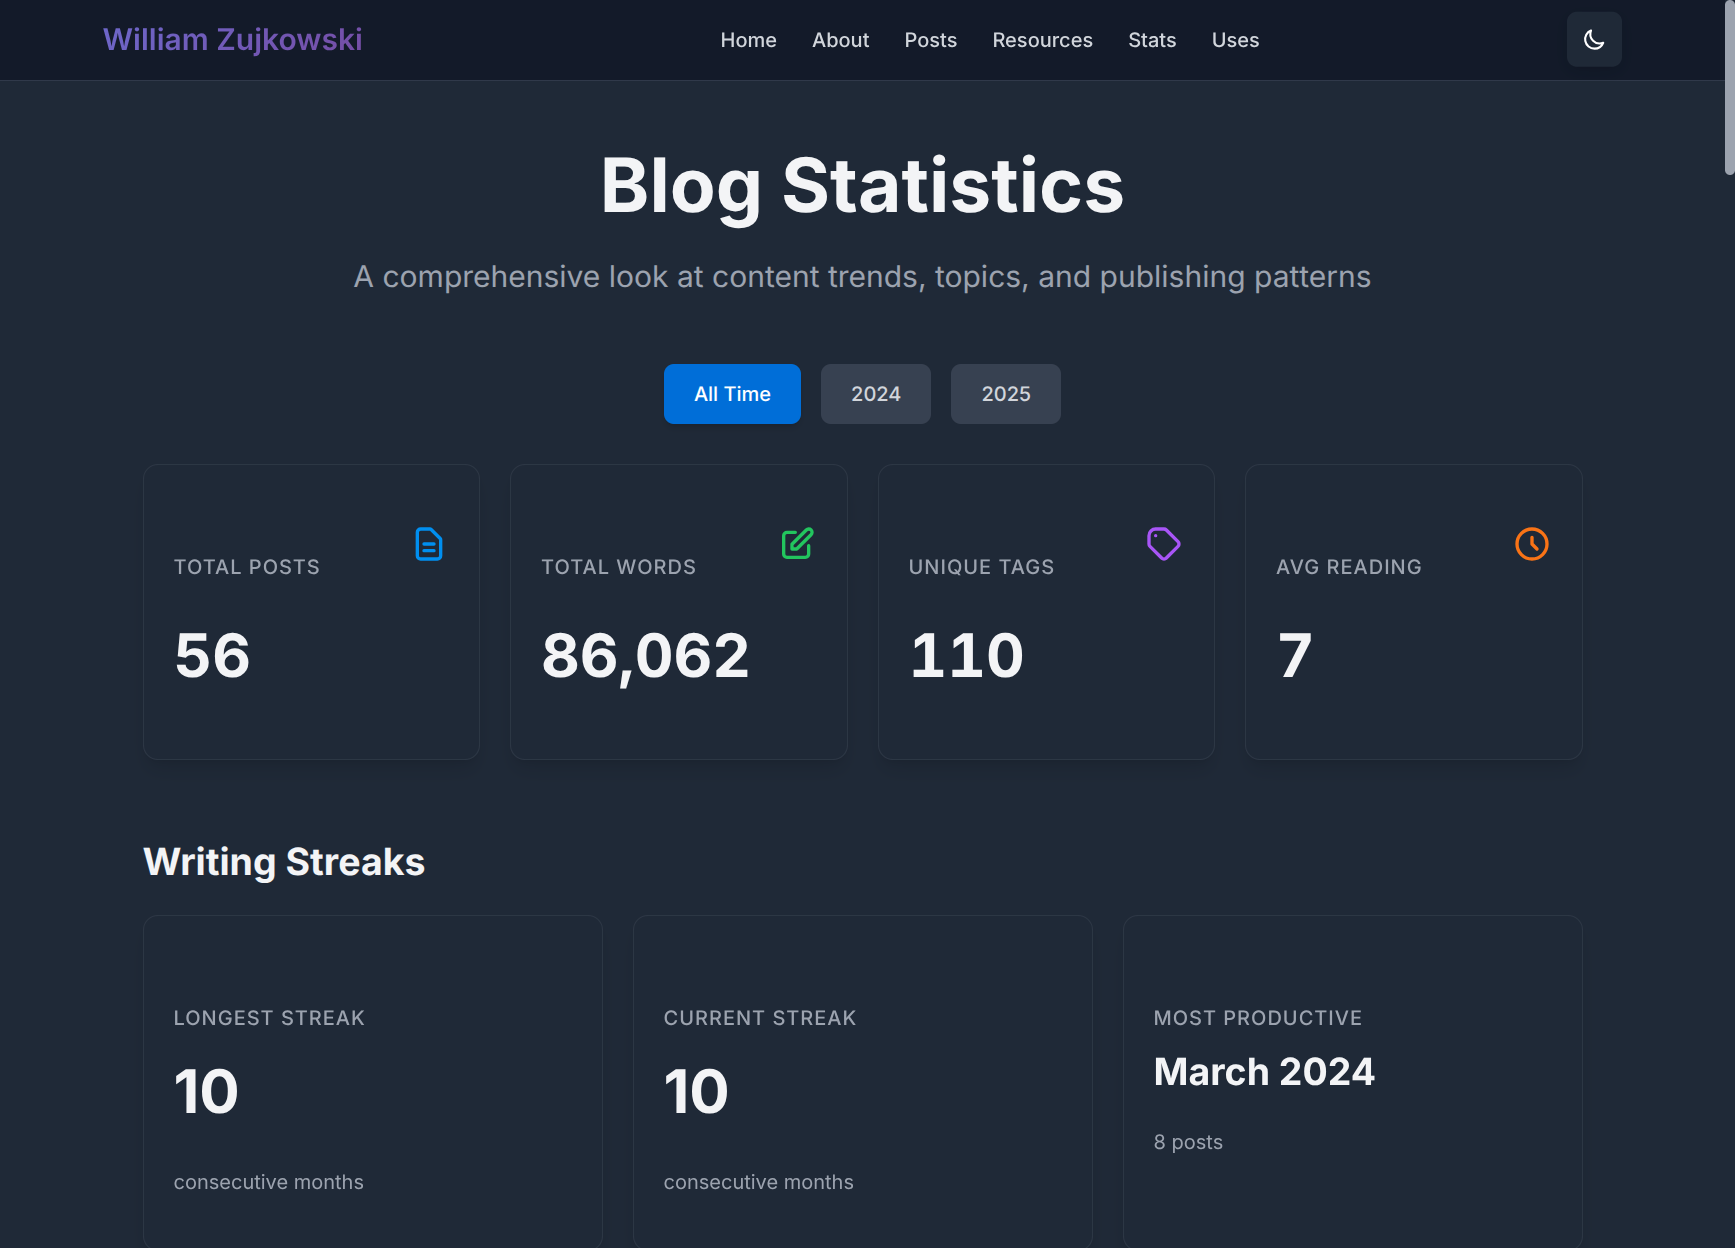 William Zujkowski
Home About Posts Resources Stats Uses
Blog Statistics
A comprehensive look at content trends, topics, and publishing patterns
All Time 2024 2025
TOTAL POSTS
56
TOTAL WORDS
86,062
UNIQUE TAGS
110
AVG READING
7
Writing Streaks
LONGEST STREAK
10
consecutive months
CURRENT STREAK
10
consecutive months
MOST PRODUCTIVE
March 2024
8 posts